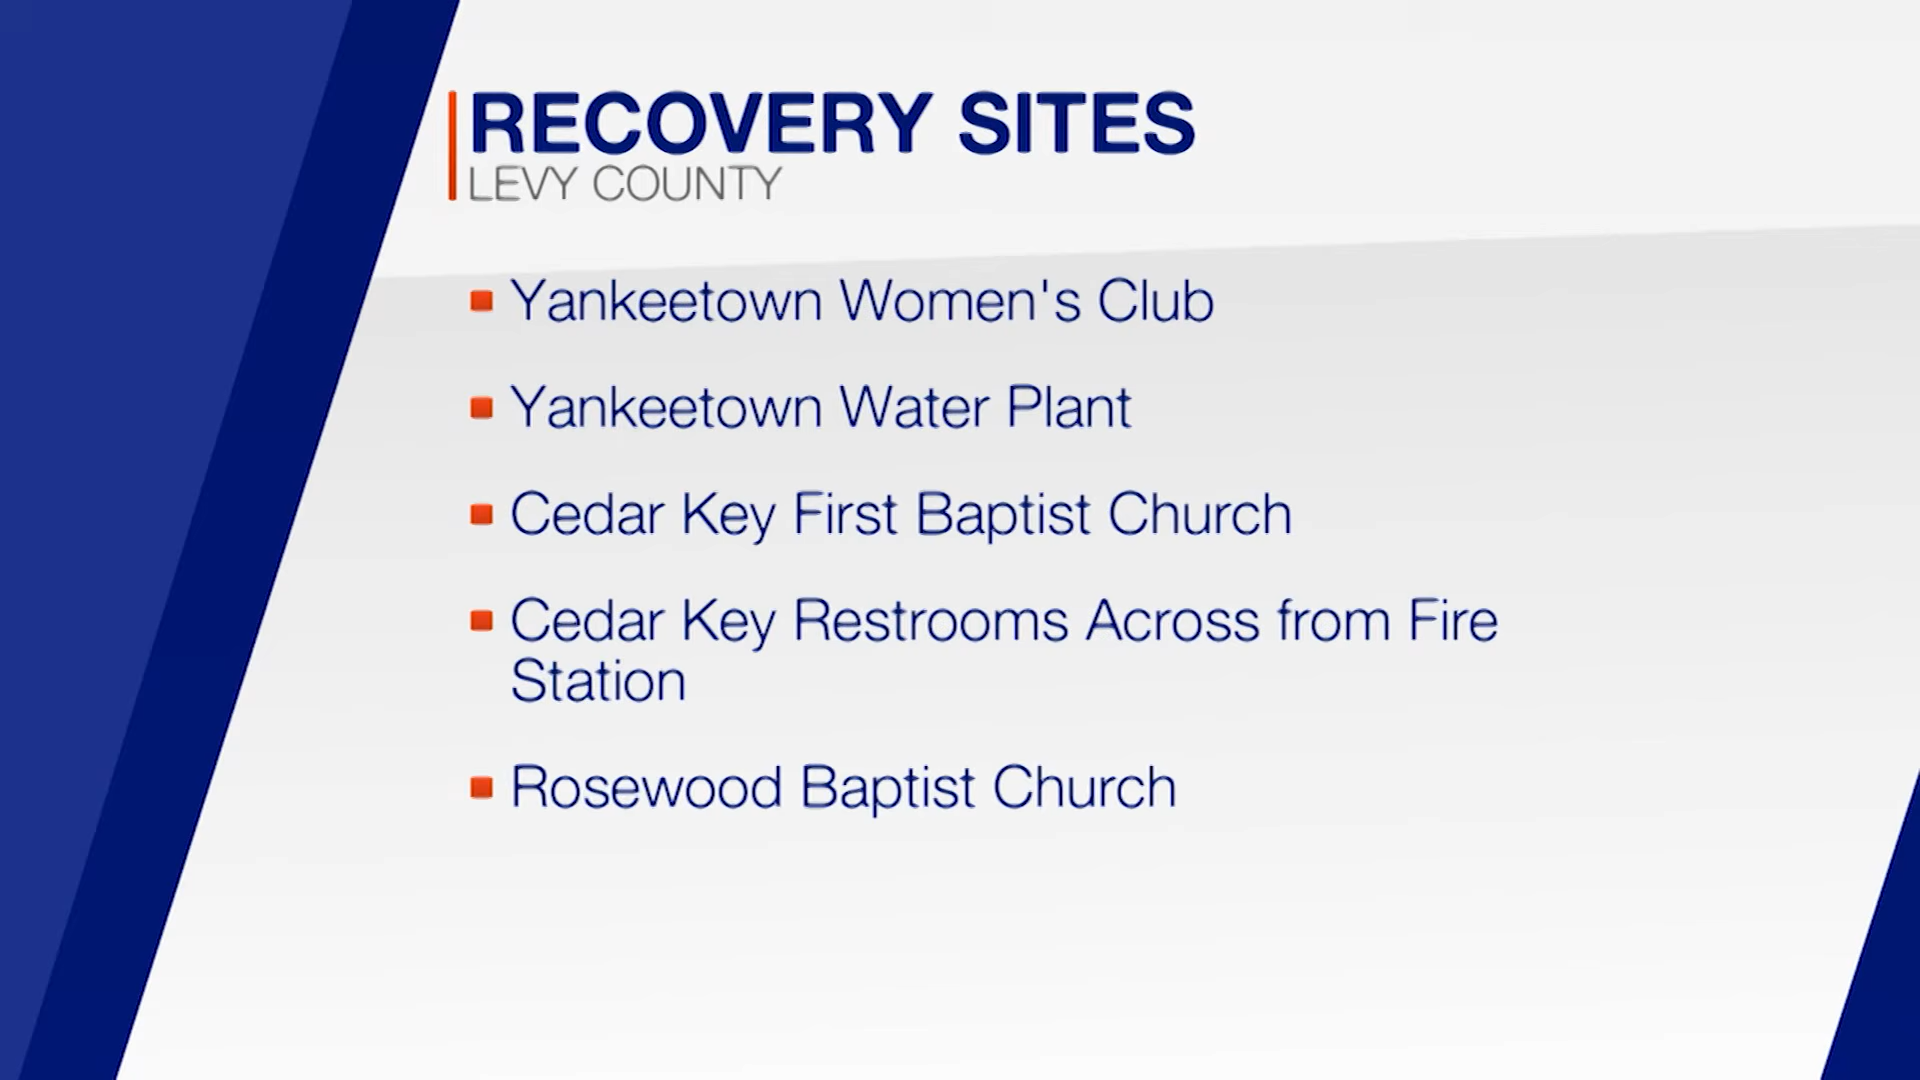 RECOVERY SITES
LEVY COUNTY
Yankeetown Women's Club
Yankeetown Water Plant
Cedar Key First Baptist Church
Cedar Key Restrooms Across from Fire
Station
Rosewood Baptist Church